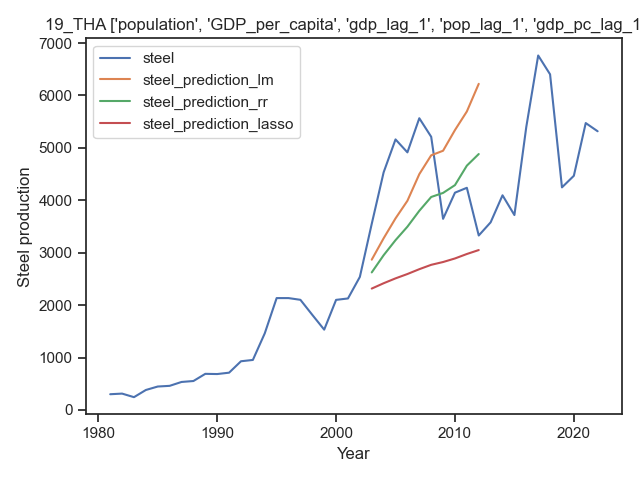 19_THA ['population', 'GDP_per_capita', 'gdp_lag_1', 'pop_lag_1', 'gdp_pc_lag_1
steel
steel_prediction_lm
steel_prediction_rr
steel_prediction_lasso
7000
6000
5000
4000
3000
2000
1000
0
Steel production
1980
1990
2000
2010
2020
Year